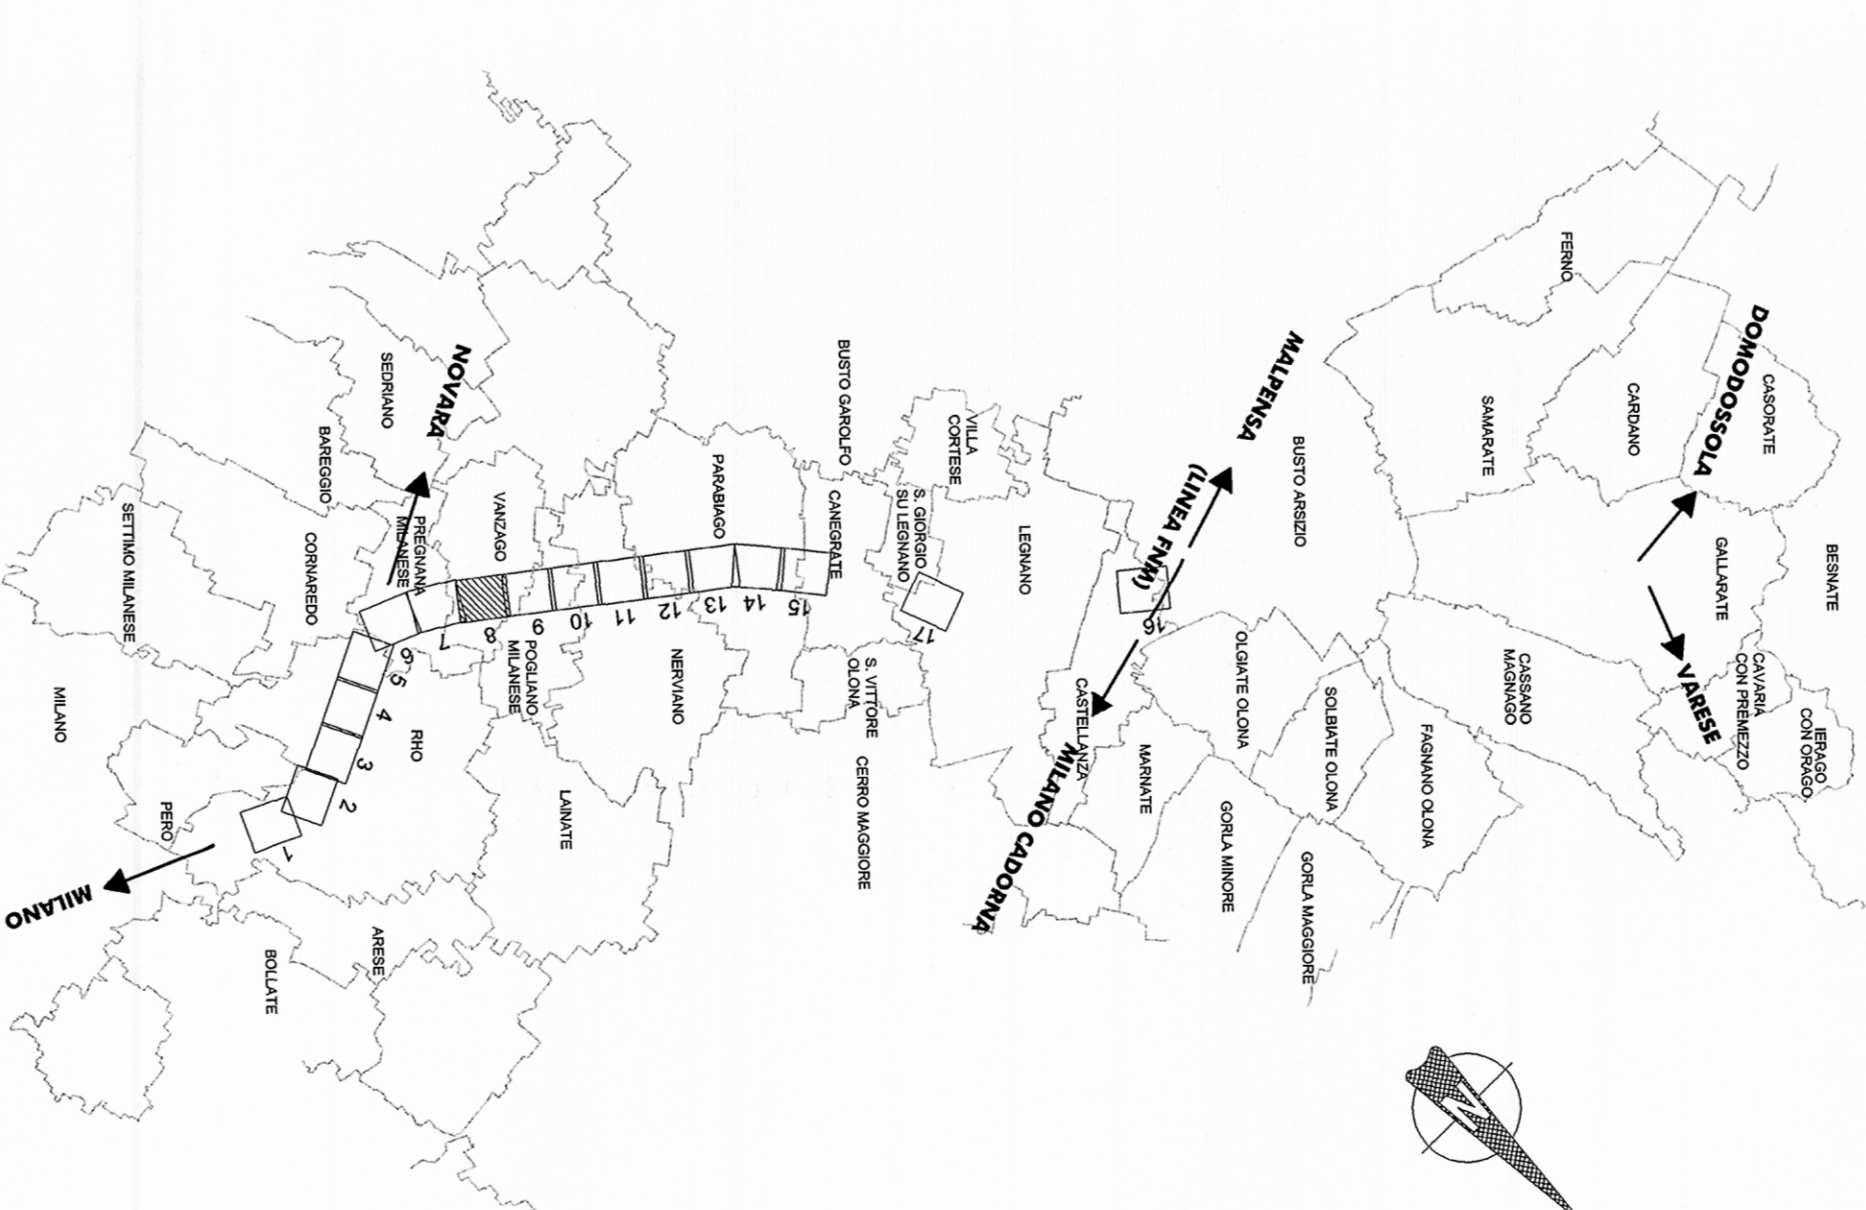 FERNO
DOMODOSSOLA
CASORATE
CARDANO
SAMARATE
MALPENSA
(LINEA FNM)
BUSTO ARSIZIO
NOVARA
SEDRIANO
BAREGGIO
BUSTO GAROLFO
VILLA
CORTESE
PARABIAGO
CANEGRATE
S. GIORGIO
SU LEGNANO
LEGNANO
VANZAGO
PREGNANA
MILANESE
CORNAREDO
SETTIMO MILANESE
GALLARATE
BESNATE
VARESE
CAVARIA
CON PREMEZZO
IERAGO
CON ORAGO
CASSANO
MAGNAGO
OLGIATE OLONA
SOLBIATE OLONA
FAGNANO OLONA
CASTELLANZA
MARNATE
GORLA MINORE
GORLA MAGGIORE
MILANO CADORNA
S. VITTORE
OLONA
CERRO MAGGIORE
NERVIANO
POGLIANO
MILANESE
LAINATE
RHO
MILANO
PERO
MILANO
ARESE
BOLLATE
1
2
3
4
5
6
7
8
9
10
11
12
13
14
15
16
17
N